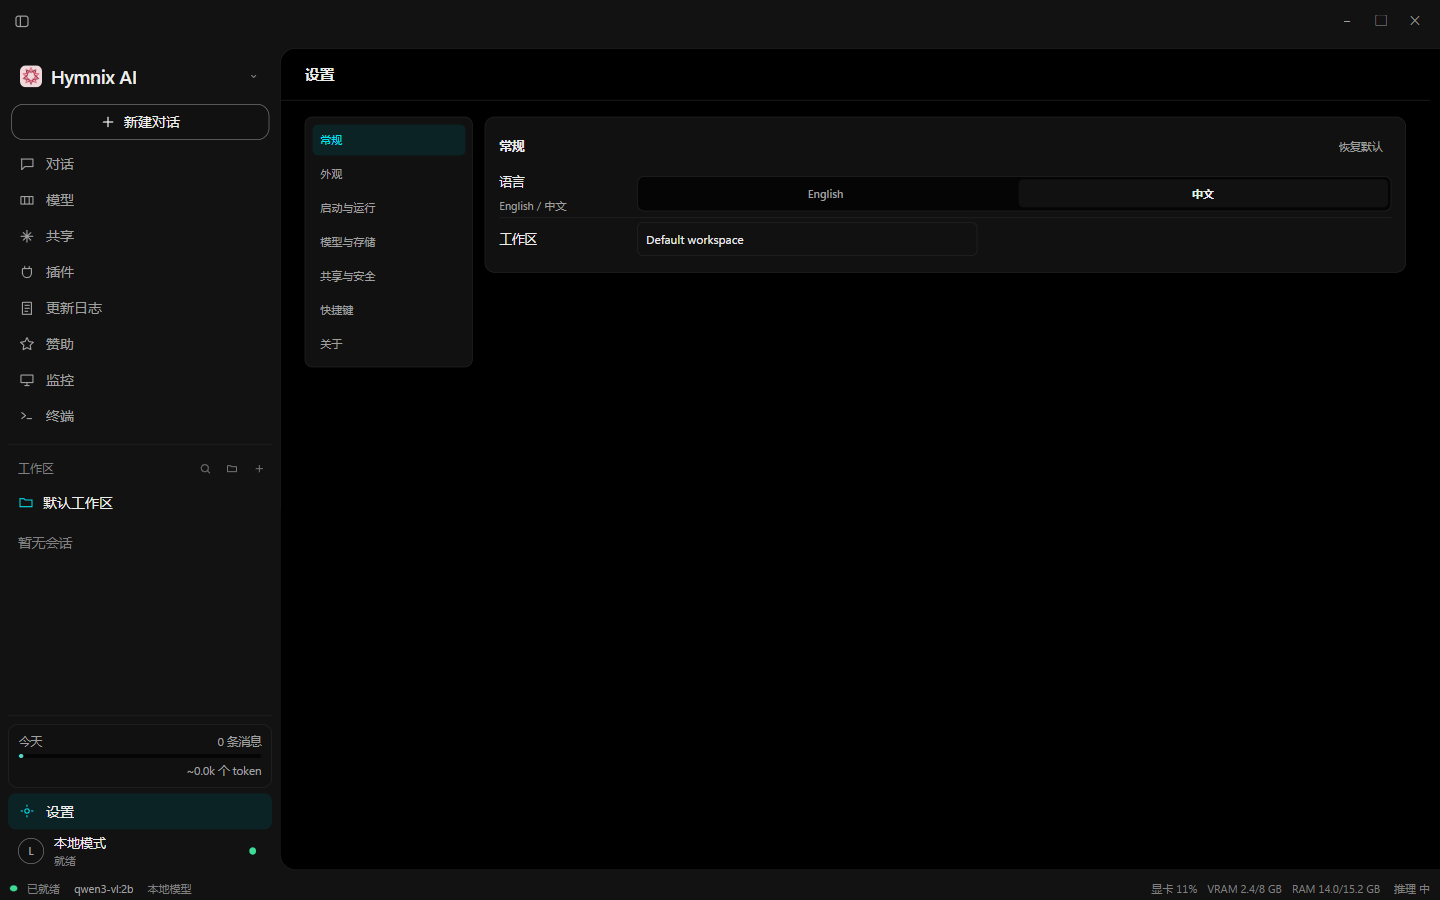 Hymnix AI
新建对话
对话
模型
共享
插件
更新日志
赞助
监控
终端
工作区
默认工作区
暂无会话
今天 0 条消息
~0.0k 个 token
设置
L 本地模式
就绪
设置
常规
外观
启动与运行
模型与存储
共享与安全
快捷键
关于
常规 恢复默认
语言
English / 中文
English 中文
工作区 Default workspace
已就绪 qwen3-vl:2b 本地模型 显卡 11% VRAM 2.4/8 GB RAM 14.0/15.2 GB 推理 中